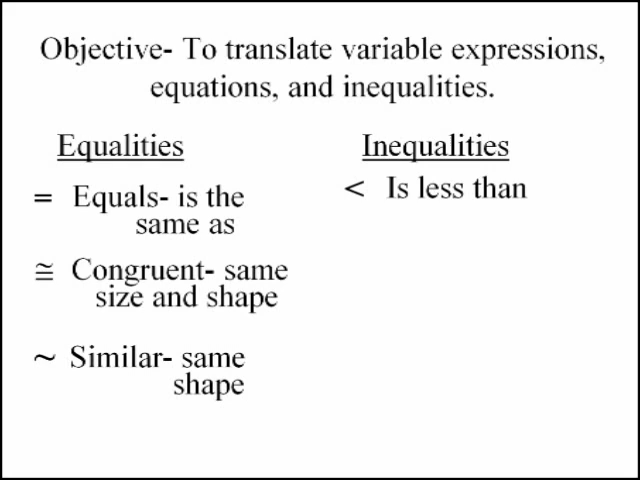 Objective- To translate variable expressions,
equations, and inequalities.
Equalities
= Equals- is the
same as
≅ Congruent- same
size and shape
~ Similar- same
shape
Inequalities
< Is less than